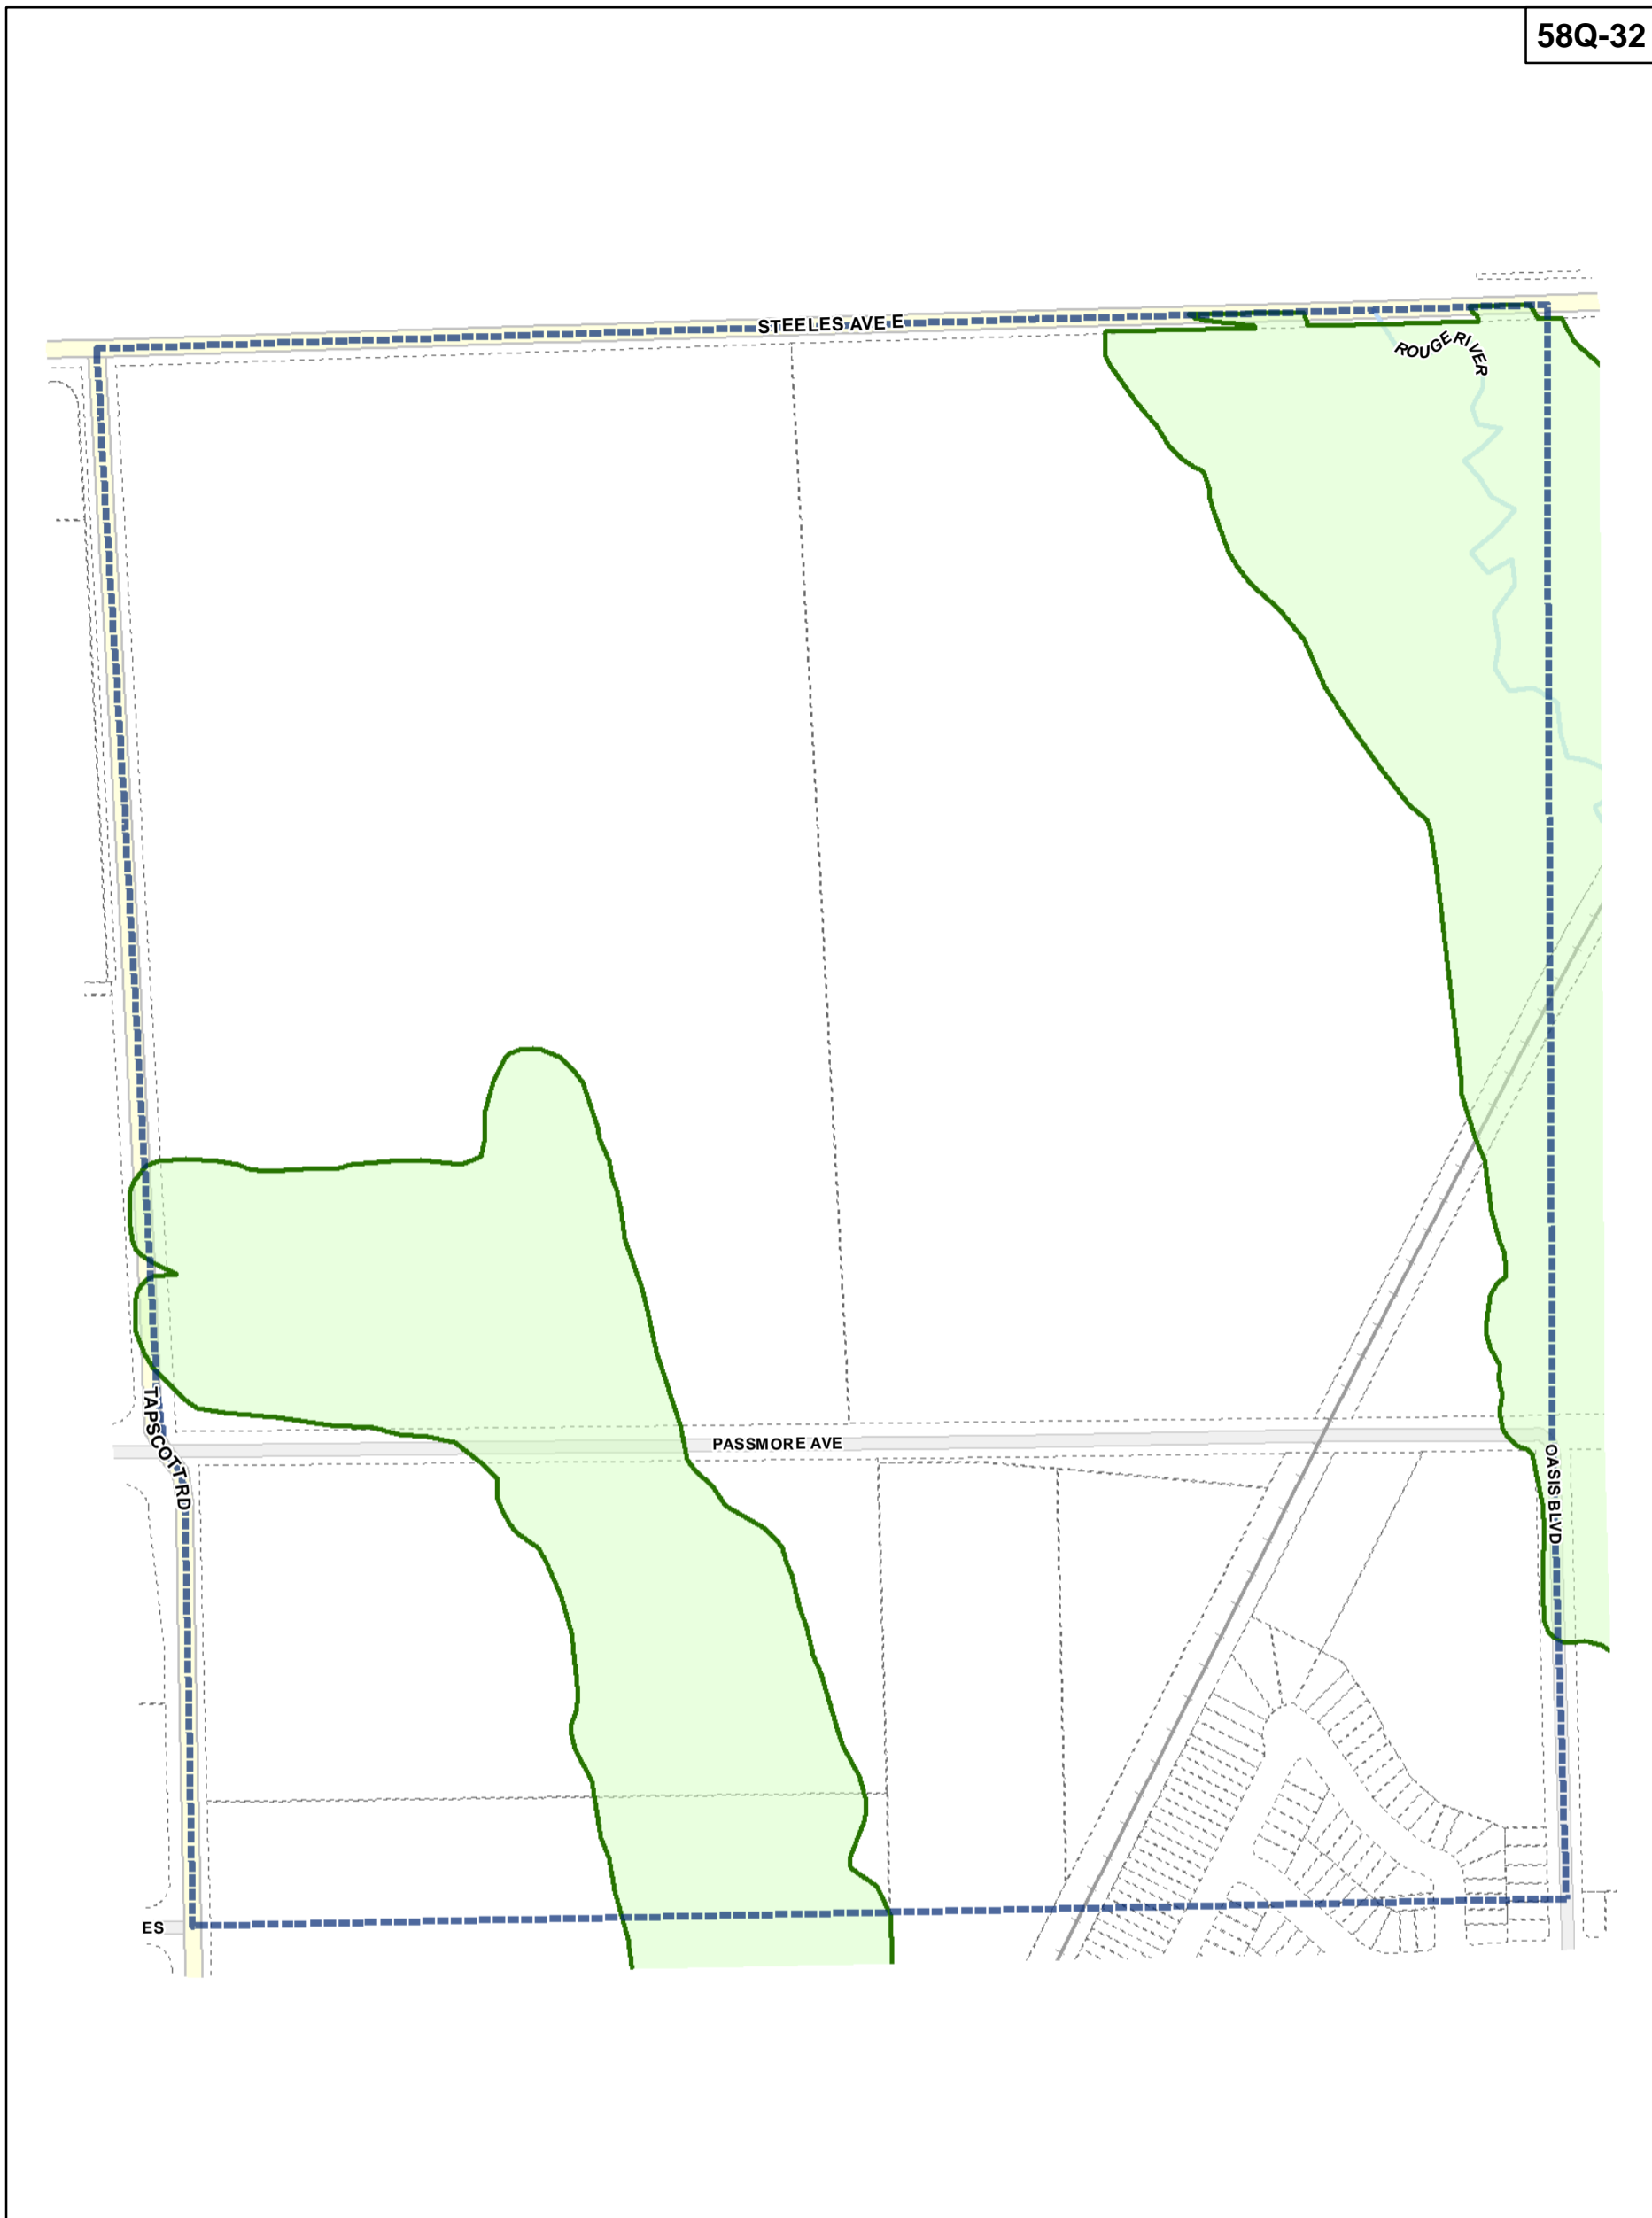 58Q-32
STEELES AVE E
ROUGE RIVER
TAPSCOTT RD
PASSMORE AVE
OASIS BLVD
ES